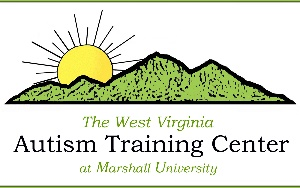 The West Virginia
Autism Training Center
at Marshall University